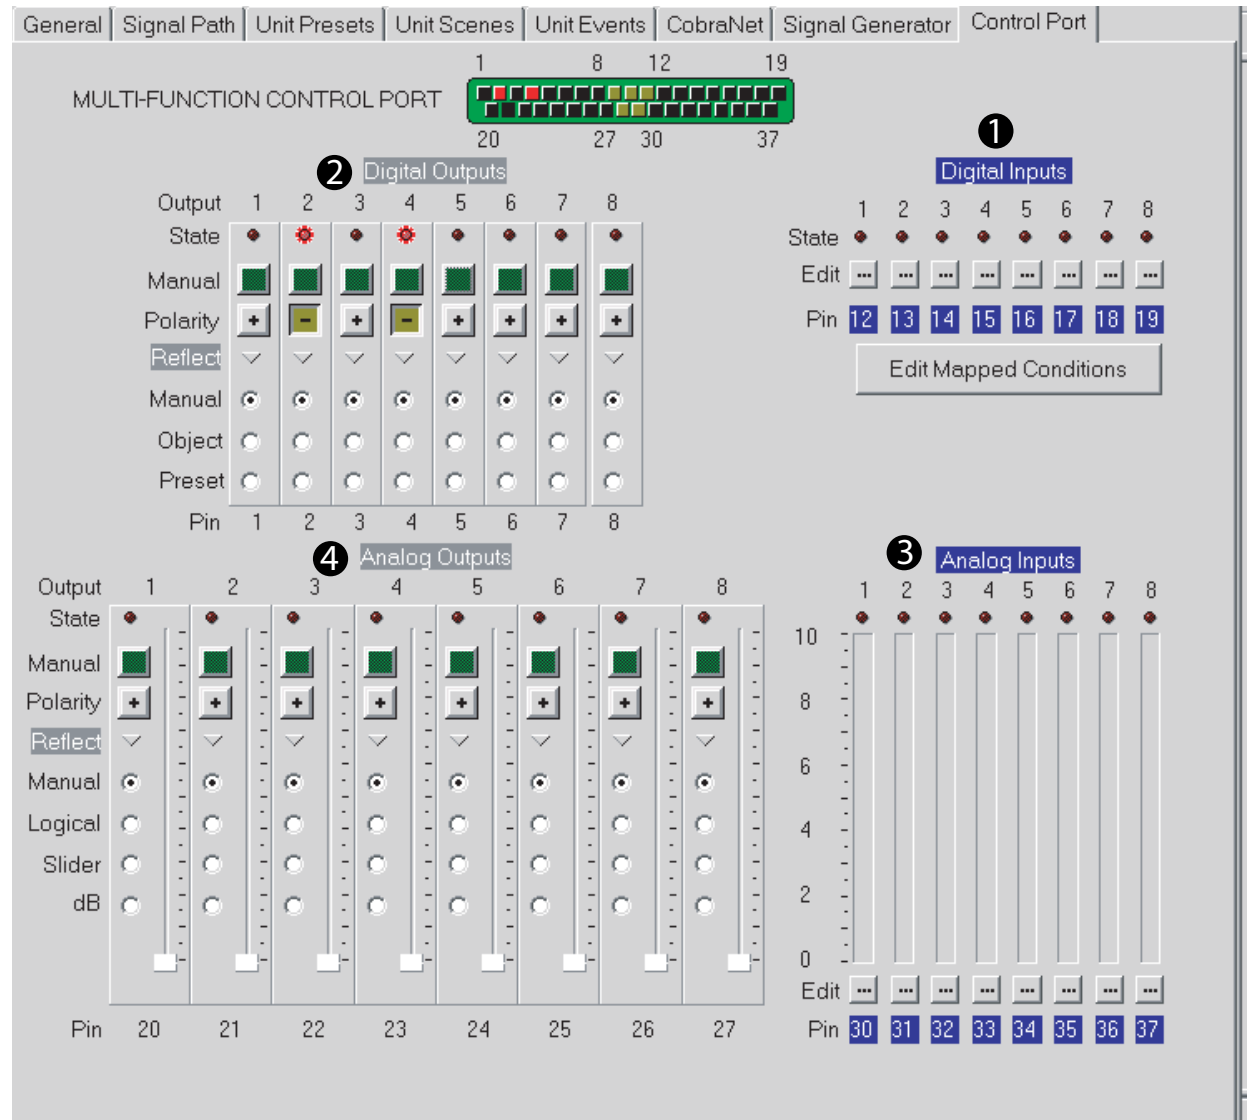 General Signal Path Unit Presets Unit Scenes Unit Events CobraNet Signal Generator Control Port
1 8 12 19
MULTI-FUNCTION CONTROL PORT
20 27 30 37
2 Digital Outputs
Output 1 2 3 4 5 6 7 8
State
Manual
Polarity + - + - + + + +
Reflect
Manual
Object
Preset
Pin 1 2 3 4 5 6 7 8
1
Digital Inputs
1 2 3 4 5 6 7 8
State
Edit ... ... ... ... ... ... ... ...
Pin 12 13 14 15 16 17 18 19
Edit Mapped Conditions
4 Analog Outputs
Output 1 2 3 4 5 6 7 8
State
Manual
Polarity + + + + + + + +
Reflect
Manual
Logical
Slider
dB
Pin 20 21 22 23 24 25 26 27
3 Analog Inputs
1 2 3 4 5 6 7 8
10
8
6
4
2
0
Edit ... ... ... ... ... ... ... ...
Pin 30 31 32 33 34 35 36 37